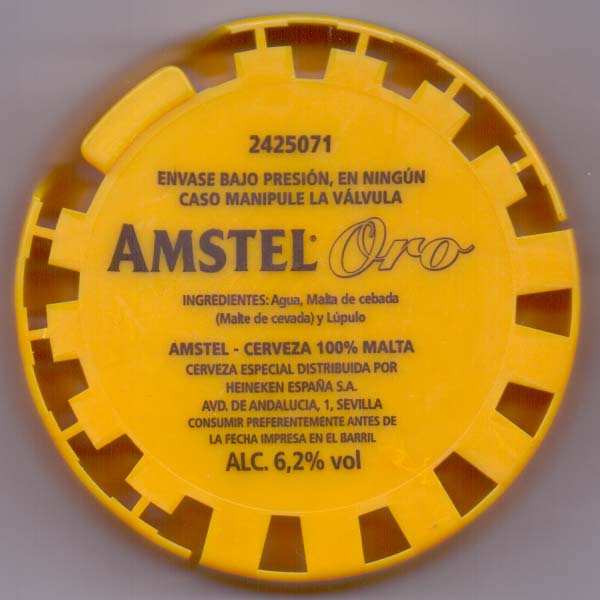 2425071
ENVASE BAJO PRESIÓN, EN NINGÚN
CASO MANIPULE LA VÁLVULA
AMSTEL® Oro
INGREDIENTES: Agua, Malta de cebada
(Malte de cevada) y Lúpulo
AMSTEL - CERVEZA 100% MALTA
CERVEZA ESPECIAL DISTRIBUIDA POR
HEINEKEN ESPAÑA S.A.
AVD. DE ANDALUCIA, 1, SEVILLA
CONSUMIR PREFERENTEMENTE ANTES DE
LA FECHA IMPRESA EN EL BARRIL
ALC. 6,2% vol